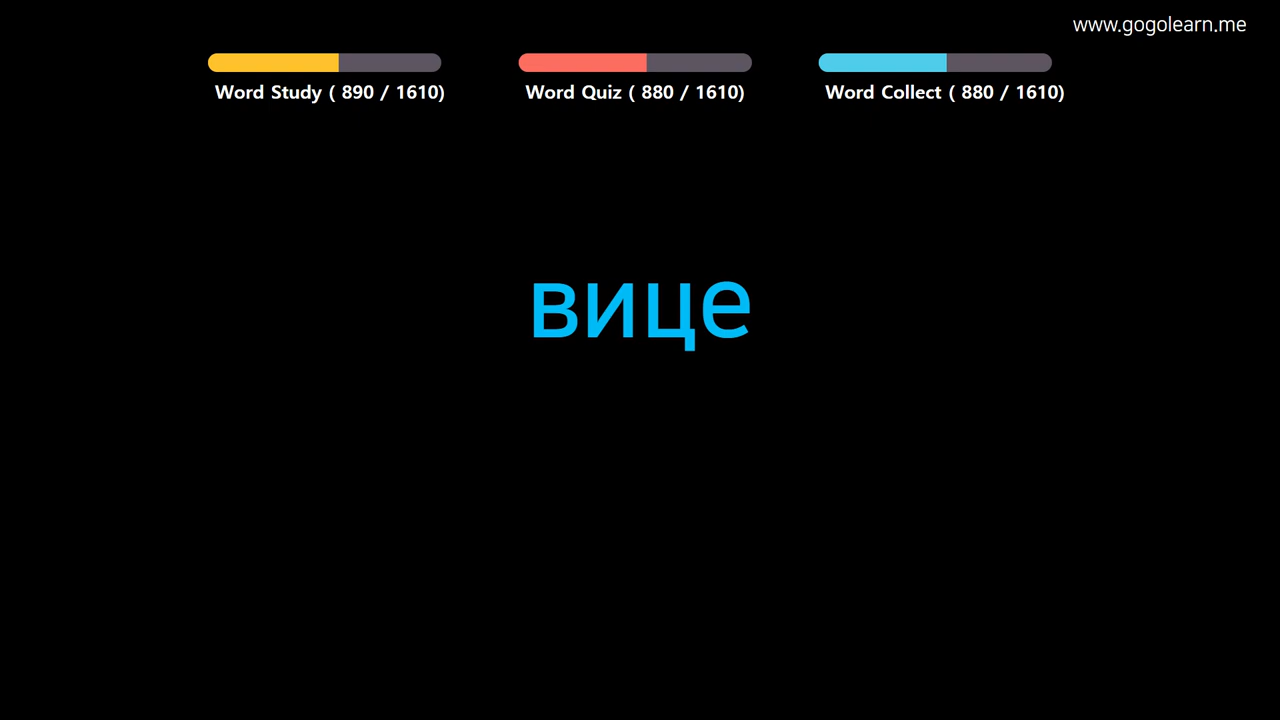 www.gogolearn.me
Word Study ( 890 / 1610)
Word Quiz ( 880 / 1610)
Word Collect ( 880 / 1610)
вице